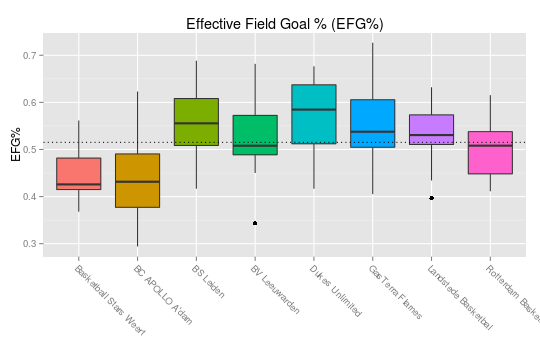 Effective Field Goal % (EFG%)
EFG%
0.7
0.6
0.5
0.4
0.3
Basketball Stars Weert
BC APOLLO A'dam
BS Leiden
BV Leeuwarden
Dukes Unlimited
GasTerra Flames
Landstede Basketbal
Rotterdam Baske